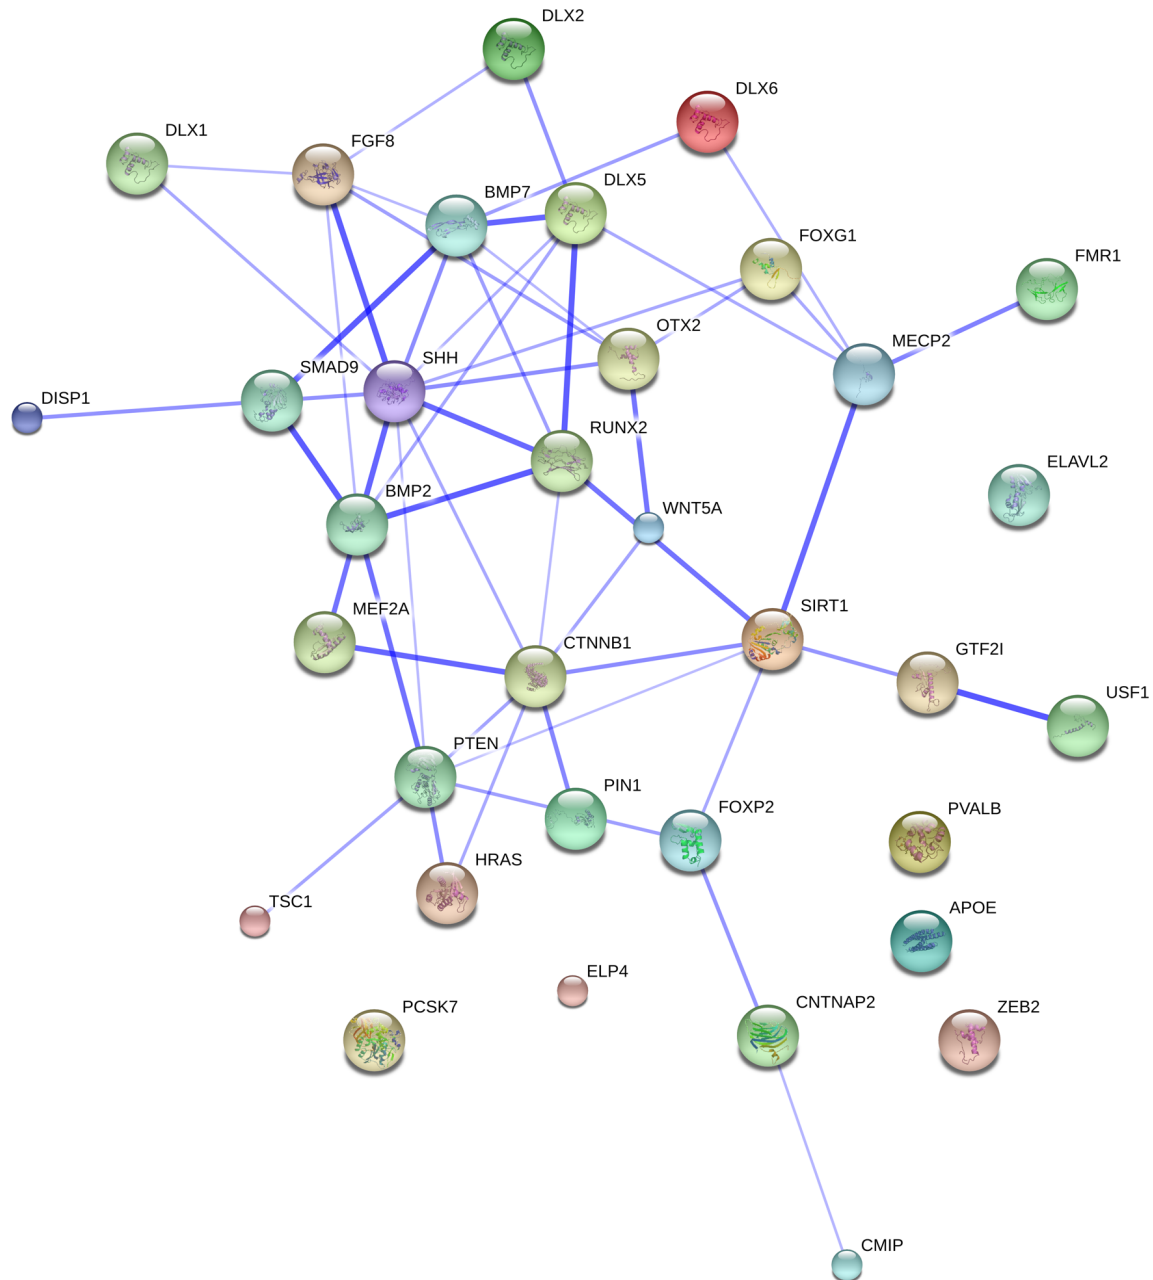 DLX2
DLX6
DLX1
FGF8
DLX5
BMP7
FOXG1
FMR1
OTX2
MECP2
SHH
SMAD9
DISP1
RUNX2
ELAVL2
BMP2
WNT5A
SIRT1
MEF2A
CTNNB1
GTF2I
USF1
PTEN
PIN1
FOXP2
PVALB
HRAS
TSC1
APOE
ELP4
CNTNAP2
PCSK7
ZEB2
CMIP